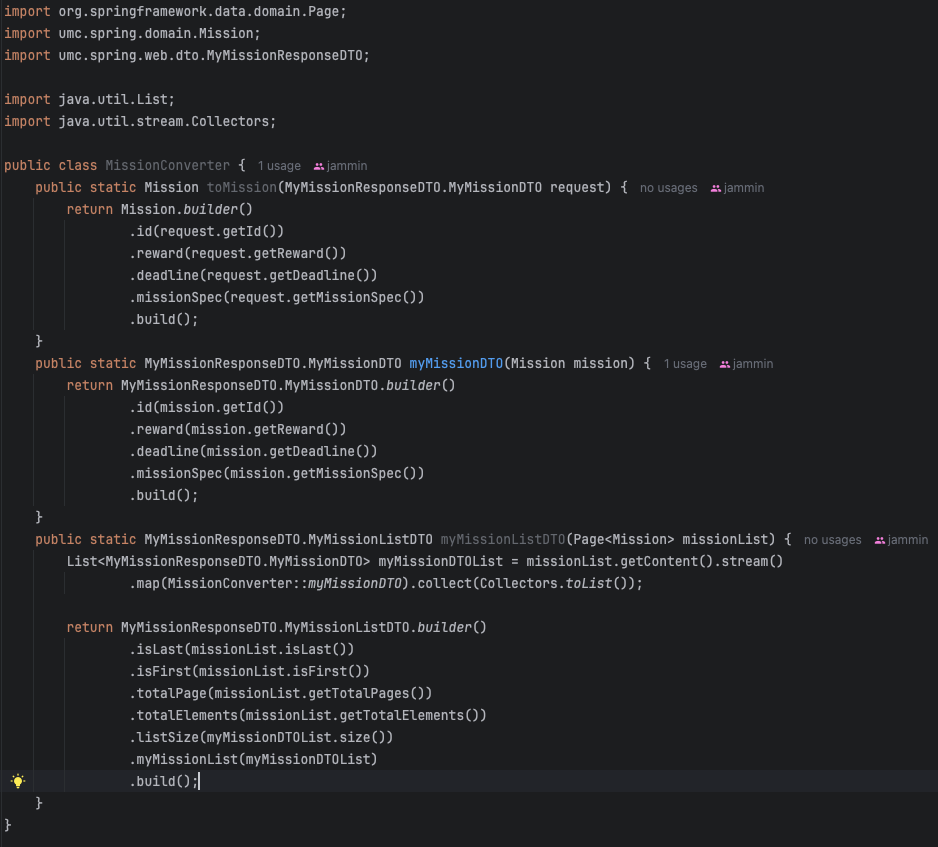 import org.springframework.data.domain.Page;
import umc.spring.domain.Mission;
import umc.spring.web.dto.MyMissionResponseDTO;

import java.util.List;
import java.util.stream.Collectors;

public class MissionConverter { 1 usage jammin
    public static Mission toMission(MyMissionResponseDTO.MyMissionDTO request) { no usages jammin
        return Mission.builder()
                .id(request.getId())
                .reward(request.getReward())
                .deadline(request.getDeadline())
                .missionSpec(request.getMissionSpec())
                .build();
    }
    public static MyMissionResponseDTO.MyMissionDTO myMissionDTO(Mission mission) { 1 usage jammin
        return MyMissionResponseDTO.MyMissionDTO.builder()
                .id(mission.getId())
                .reward(mission.getReward())
                .deadline(mission.getDeadline())
                .missionSpec(mission.getMissionSpec())
                .build();
    }
    public static MyMissionResponseDTO.MyMissionListDTO myMissionListDTO(Page<Mission> missionList) { no usages jammin
        List<MyMissionResponseDTO.MyMissionDTO> myMissionDTOList = missionList.getContent().stream()
                .map(MissionConverter::myMissionDTO).collect(Collectors.toList());

        return MyMissionResponseDTO.MyMissionListDTO.builder()
                .isLast(missionList.isLast())
                .isFirst(missionList.isFirst())
                .totalPage(missionList.getTotalPages())
                .totalElements(missionList.getTotalElements())
                .listSize(myMissionDTOList.size())
                .myMissionList(myMissionDTOList)
                .build();
    }
}